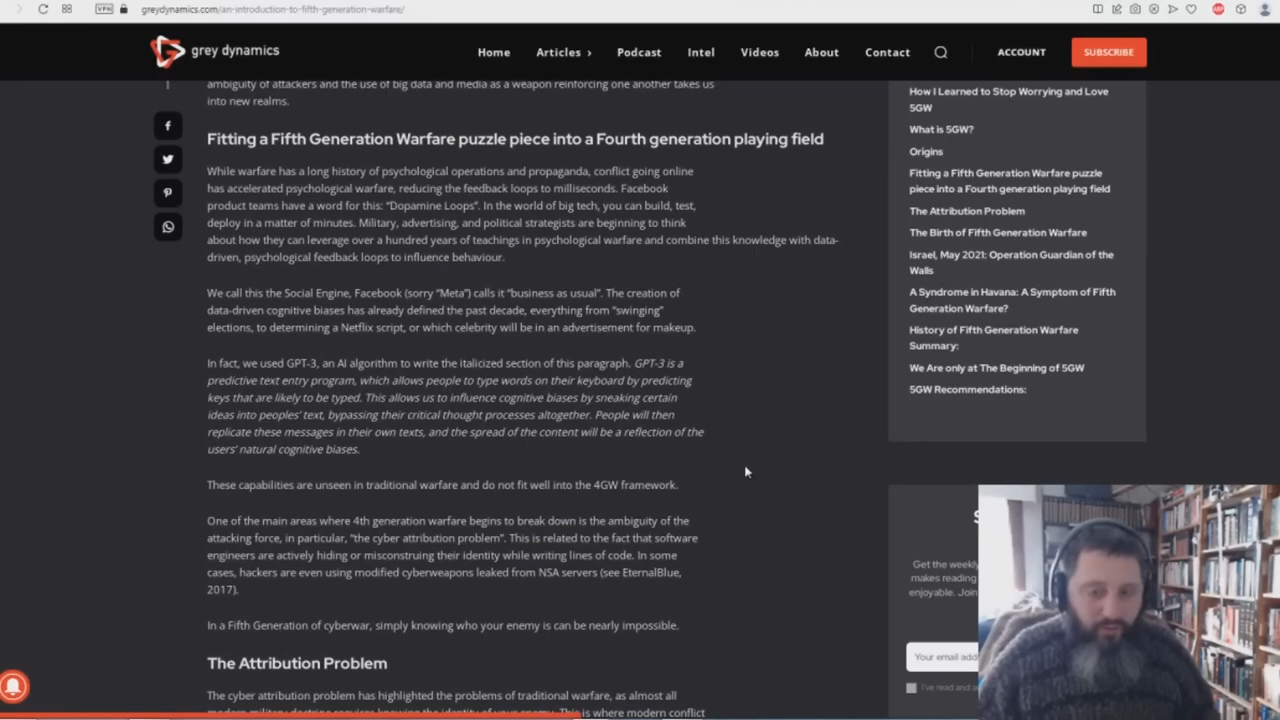 VPN
greydynamics.com/an-introduction-to-fifth-generation-warfare/
ABP
grey dynamics
Home
Articles ›
Podcast
Intel
Videos
About
Contact
ACCOUNT
SUBSCRIBE
ambiguity of attackers and the use of big data and media as a weapon reinforcing one another takes us
into new realms.
Fitting a Fifth Generation Warfare puzzle piece into a Fourth generation playing field
While warfare has a long history of psychological operations and propaganda, conflict going online
has accelerated psychological warfare, reducing the feedback loops to milliseconds. Facebook
product teams have a word for this: “Dopamine Loops”. In the world of big tech, you can build, test,
deploy in a matter of minutes. Military, advertising, and political strategists are beginning to think
about how they can leverage over a hundred years of teachings in psychological warfare and combine this knowledge with data-
driven, psychological feedback loops to influence behaviour.
We call this the Social Engine, Facebook (sorry “Meta”) calls it “business as usual”. The creation of
data-driven cognitive biases has already defined the past decade, everything from “swinging”
elections, to determining a Netflix script, or which celebrity will be in an advertisement for makeup.
In fact, we used GPT-3, an AI algorithm to write the italicized section of this paragraph. GPT-3 is a
predictive text entry program, which allows people to type words on their keyboard by predicting
keys that are likely to be typed. This allows us to influence cognitive biases by sneaking certain
ideas into peoples’ text, bypassing their critical thought processes altogether. People will then
replicate these messages in their own texts, and the spread of the content will be a reflection of the
users’ natural cognitive biases.
These capabilities are unseen in traditional warfare and do not fit well into the 4GW framework.
One of the main areas where 4th generation warfare begins to break down is the ambiguity of the
attacking force, in particular, “the cyber attribution problem”. This is related to the fact that software
engineers are actively hiding or misconstruing their identity while writing lines of code. In some
cases, hackers are even using modified cyberweapons leaked from NSA servers (see EternalBlue,
2017).
In a Fifth Generation of cyberwar, simply knowing who your enemy is can be nearly impossible.
The Attribution Problem
The cyber attribution problem has highlighted the problems of traditional warfare, as almost all
modern military doctrine requires knowing the identity of your enemy. This is where modern conflict
How I Learned to Stop Worrying and Love
5GW
What is 5GW?
Origins
Fitting a Fifth Generation Warfare puzzle
piece into a Fourth generation playing field
The Attribution Problem
The Birth of Fifth Generation Warfare
Israel, May 2021: Operation Guardian of the
Walls
A Syndrome in Havana: A Symptom of Fifth
Generation Warfare?
History of Fifth Generation Warfare
Summary:
We Are only at The Beginning of 5GW
5GW Recommendations:
Get the weekly
makes reading
enjoyable. Join
Your email
I've read and